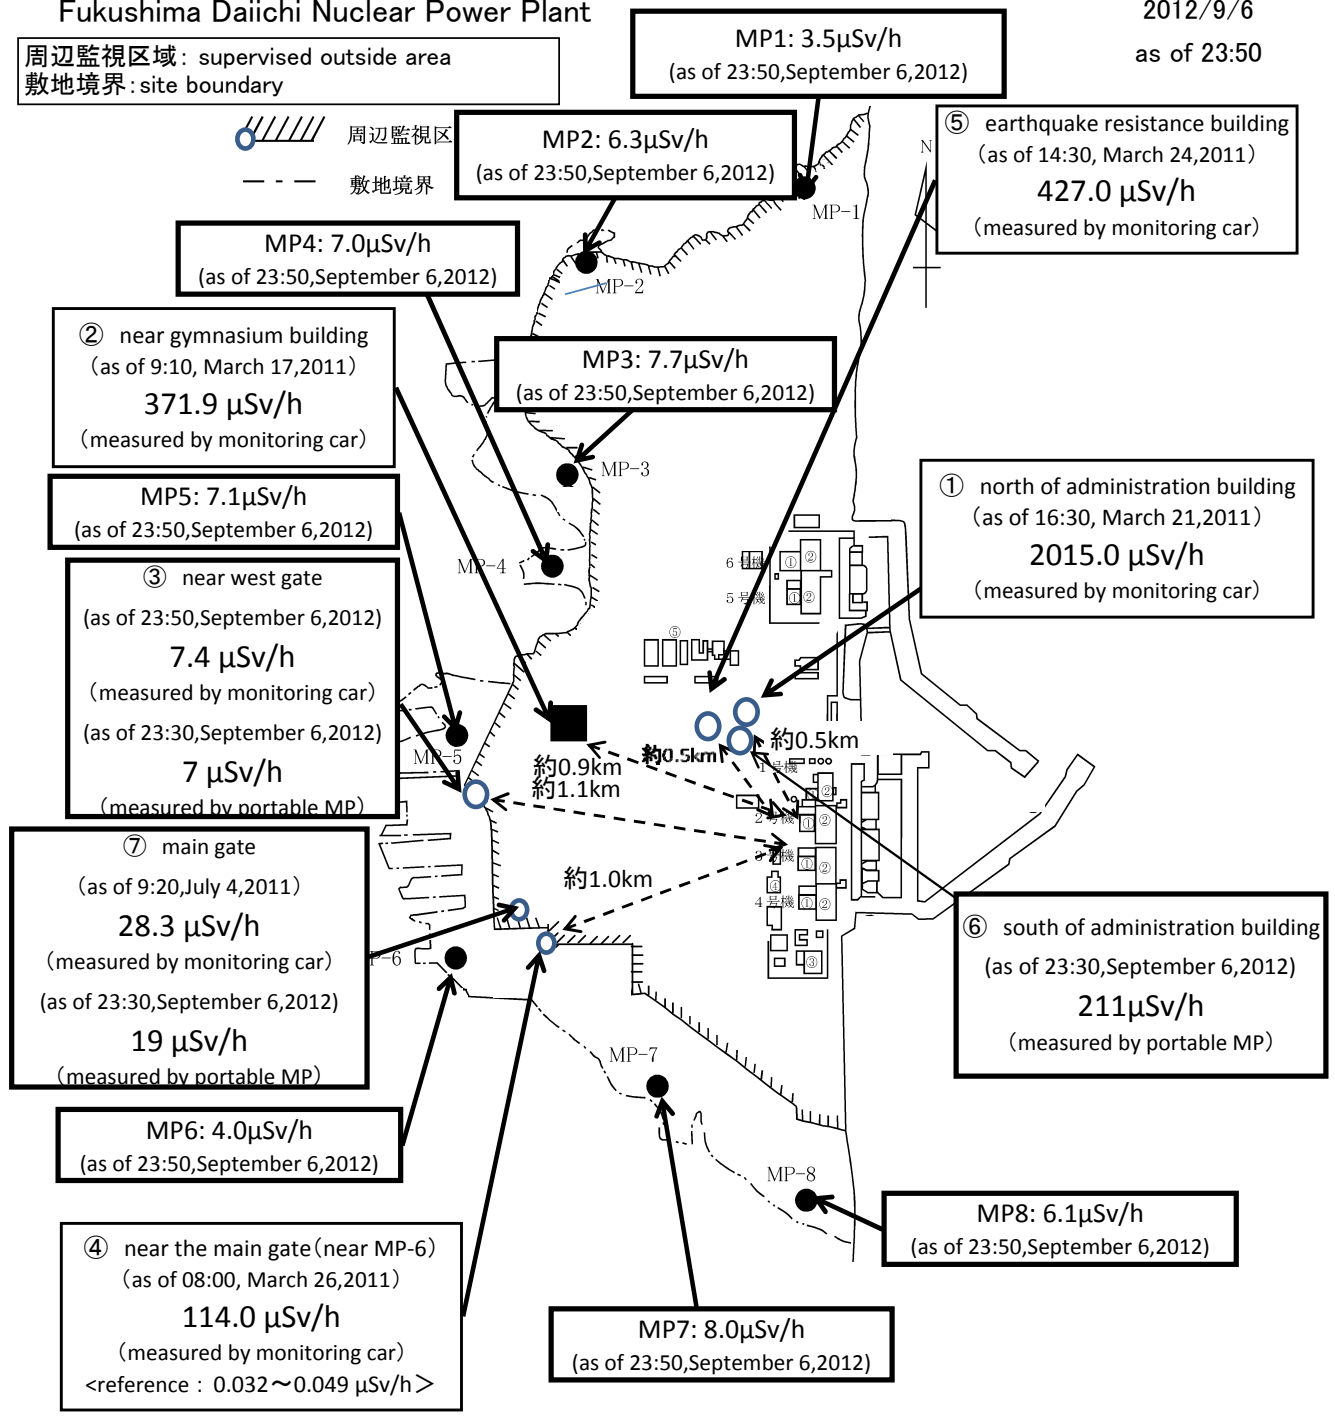 Fukushima Daiichi Nuclear Power Plant
2012/9/6
as of 23:50
周辺監視区域: supervised outside area
敷地境界:site boundary
周辺監視区
敷地境界
MP1: 3.5μSv/h
(as of 23:50,September 6,2012)
MP2: 6.3μSv/h
(as of 23:50,September 6,2012)
⑤ earthquake resistance building
(as of 14:30, March 24,2011)
427.0 μSv/h
(measured by monitoring car)
N
MP-1
MP4: 7.0μSv/h
(as of 23:50,September 6,2012)
MP-2
② near gymnasium building
(as of 9:10, March 17,2011)
371.9 μSv/h
(measured by monitoring car)
MP3: 7.7μSv/h
(as of 23:50,September 6,2012)
MP-3
MP5: 7.1μSv/h
(as of 23:50,September 6,2012)
① north of administration building
(as of 16:30, March 21,2011)
2015.0 μSv/h
(measured by monitoring car)
MP-4
6号機
① ②
5号機
① ②
③ near west gate
(as of 23:50,September 6,2012)
7.4 μSv/h
(measured by monitoring car)
(as of 23:30,September 6,2012)
7 μSv/h
(measured by portable MP)
⑤
MP-5
約0.9km
約1.1km
約0.5km
約0.5km
1号機
②
2号機
① ②
3号機
① ②
④
4号機
① ②
③
約1.0km
⑦ main gate
(as of 9:20,July 4,2011)
28.3 μSv/h
(measured by monitoring car)
(as of 23:30,September 6,2012)
19 μSv/h
(measured by portable MP)
P-6
⑥ south of administration building
(as of 23:30,September 6,2012)
211μSv/h
(measured by portable MP)
MP-7
MP6: 4.0μSv/h
(as of 23:50,September 6,2012)
MP-8
MP8: 6.1μSv/h
(as of 23:50,September 6,2012)
④ near the main gate(near MP-6)
(as of 08:00, March 26,2011)
114.0 μSv/h
(measured by monitoring car)
<reference : 0.032～0.049 μSv/h＞
MP7: 8.0μSv/h
(as of 23:50,September 6,2012)